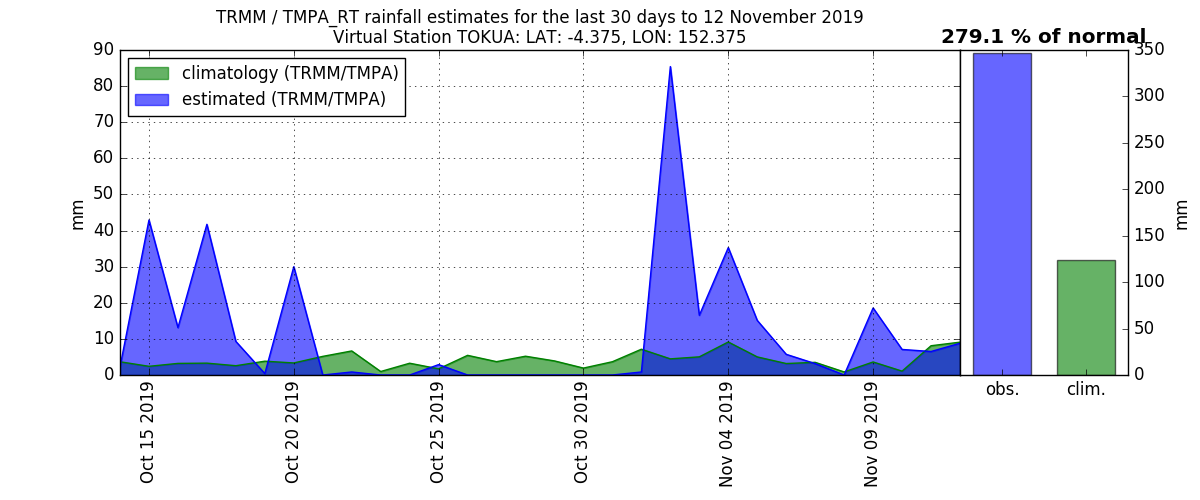 TRMM / TMPA_RT rainfall estimates for the last 30 days to 12 November 2019
Virtual Station TOKUA: LAT: -4.375, LON: 152.375
279.1 % of normal
climatology (TRMM/TMPA)
estimated (TRMM/TMPA)
90
80
70
60
50
40
30
20
10
0
mm
Oct 15 2019
Oct 20 2019
Oct 25 2019
Oct 30 2019
Nov 04 2019
Nov 09 2019
350
300
250
200
150
100
50
0
mm
obs.
clim.